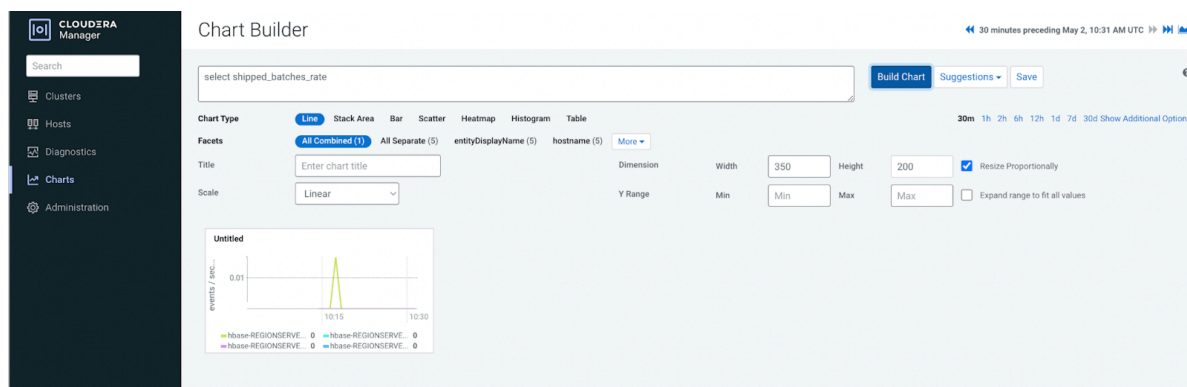 CLOUDERA
Manager
Search
Clusters
Hosts
Diagnostics
Charts
Administration
Chart Builder
30 minutes preceding May 2, 10:31 AM UTC
select shipped_batches_rate
Build Chart Suggestions Save
Chart Type Line Stack Area Bar Scatter Heatmap Histogram Table
30m 1h 2h 6h 12h 1d 7d 30d Show Additional Option
Facets All Combined (1) All Separate (5) entityDisplayName (5) hostname (5) More
Title Enter chart title Dimension Width 350 Height 200 Resize Proportionally
Scale Linear Y Range Min Min Max Max Expand range to fit all values
Untitled
events / sec...
0.01
10:15 10:30
hbase-REGIONSERVE... 0 hbase-REGIONSERVE... 0
hbase-REGIONSERVE... 0 hbase-REGIONSERVE... 0